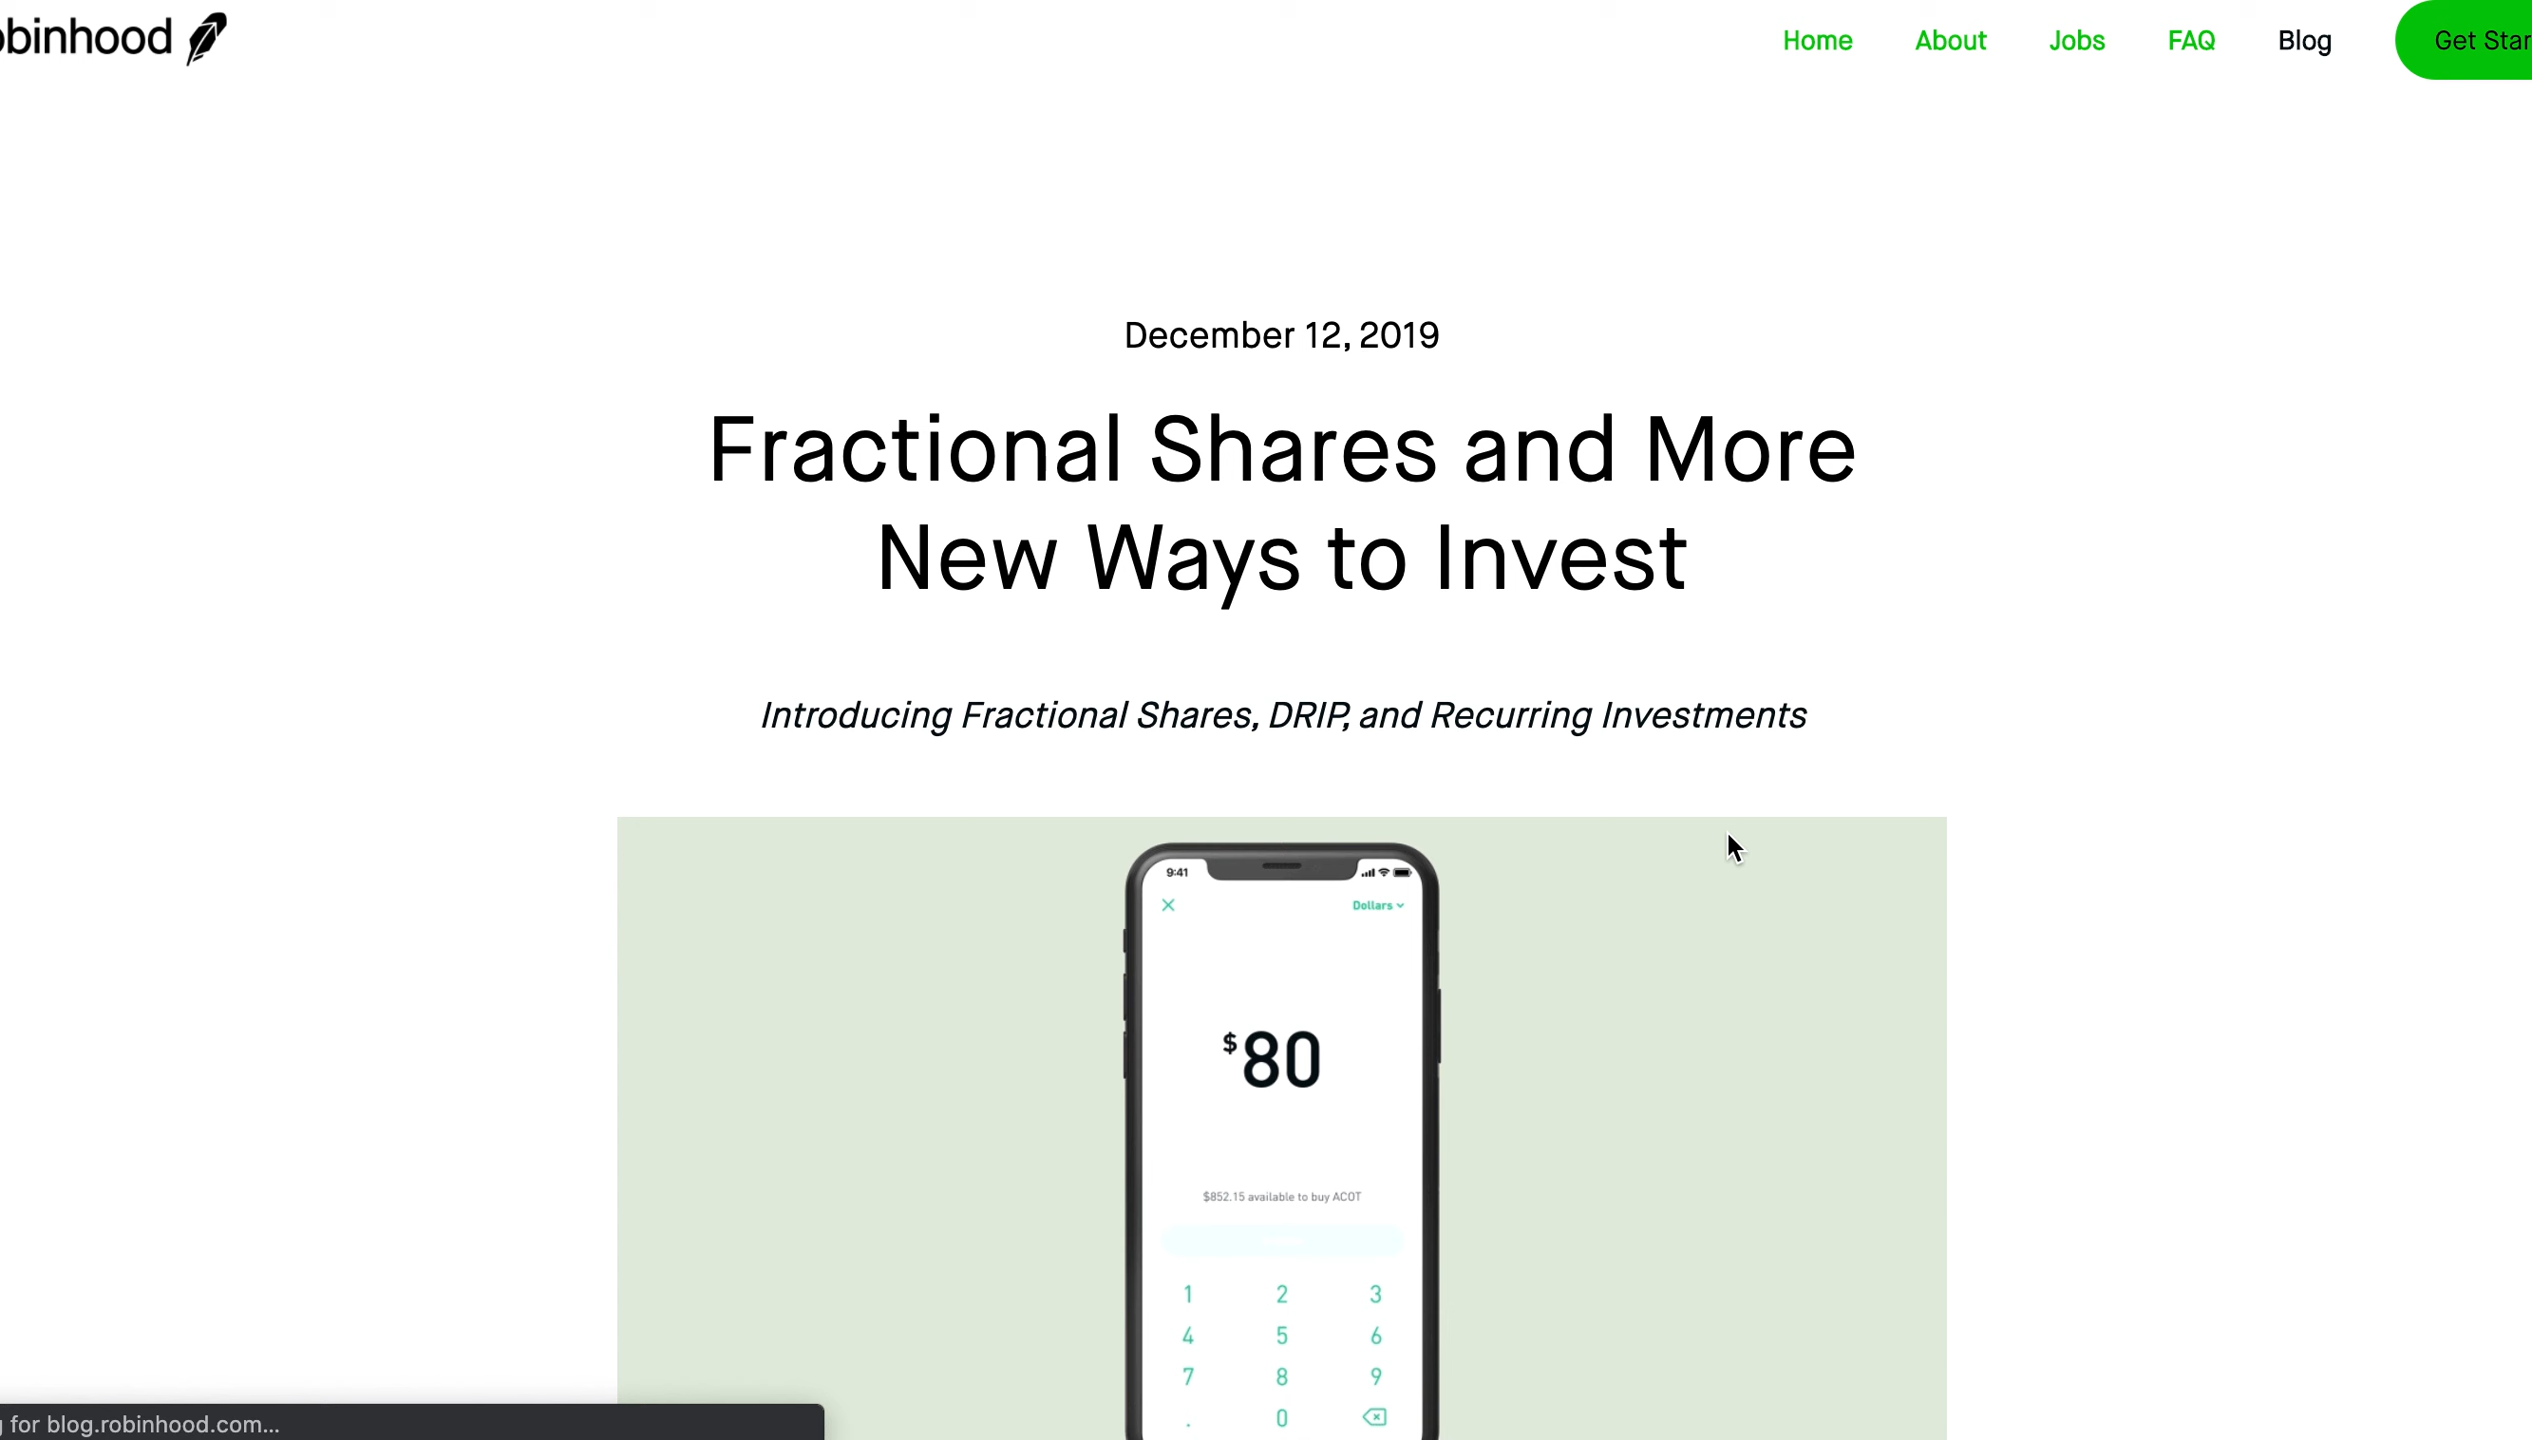 obinhood
Home About Jobs FAQ Blog Get Star
December 12, 2019
Fractional Shares and More
New Ways to Invest
Introducing Fractional Shares, DRIP, and Recurring Investments
9:41
Dollars
$80
$852.15 available to buy ACOT
1 2 3
4 5 6
7 8 9
. 0
for blog.robinhood.com...